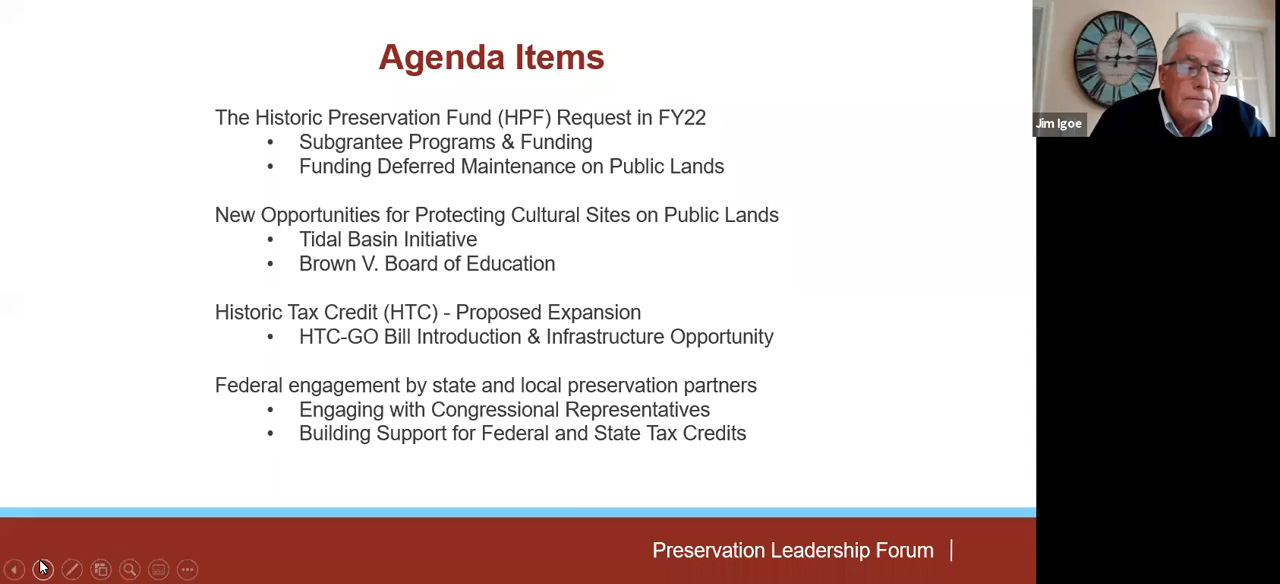 Agenda Items
The Historic Preservation Fund (HPF) Request in FY22
• Subgrantee Programs & Funding
• Funding Deferred Maintenance on Public Lands
New Opportunities for Protecting Cultural Sites on Public Lands
• Tidal Basin Initiative
• Brown V. Board of Education
Historic Tax Credit (HTC) - Proposed Expansion
• HTC-GO Bill Introduction & Infrastructure Opportunity
Federal engagement by state and local preservation partners
• Engaging with Congressional Representatives
• Building Support for Federal and State Tax Credits
Preservation Leadership Forum |
Jim Igoe